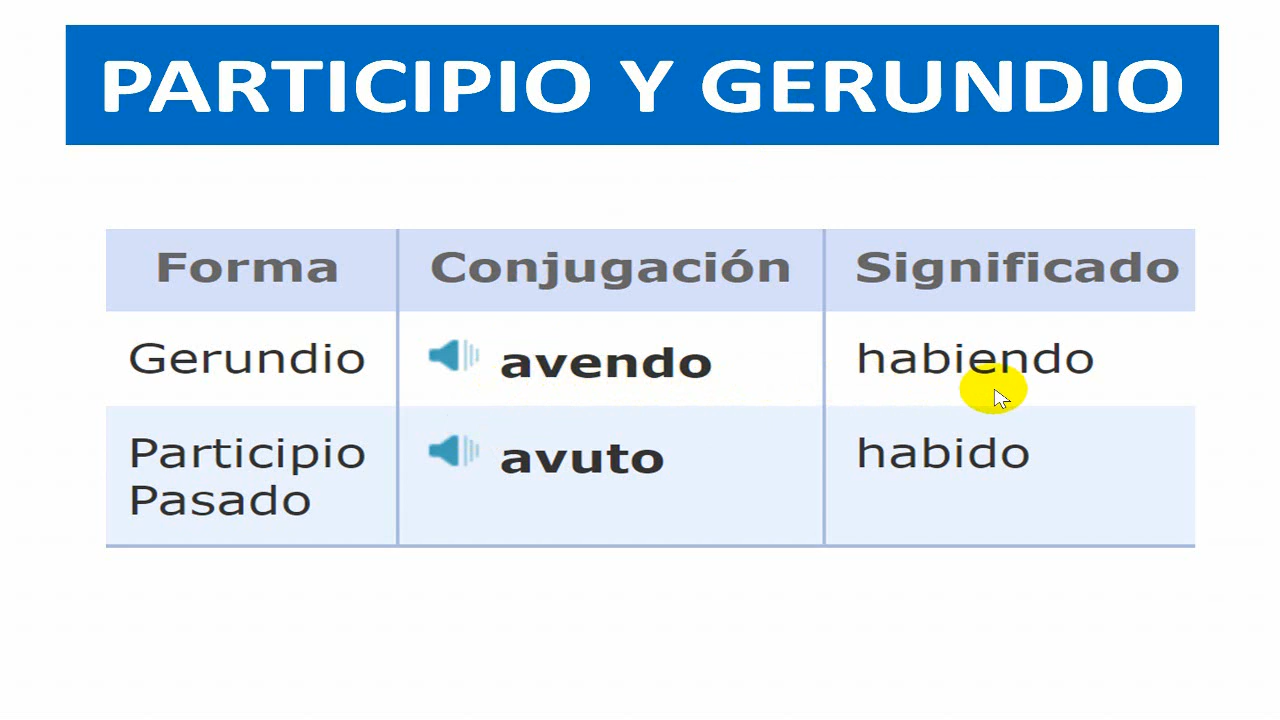 PARTICIPIO Y GERUNDIO
Forma Conjugación Significado
Gerundio avendo habiendo
Participio Pasado avuto habido